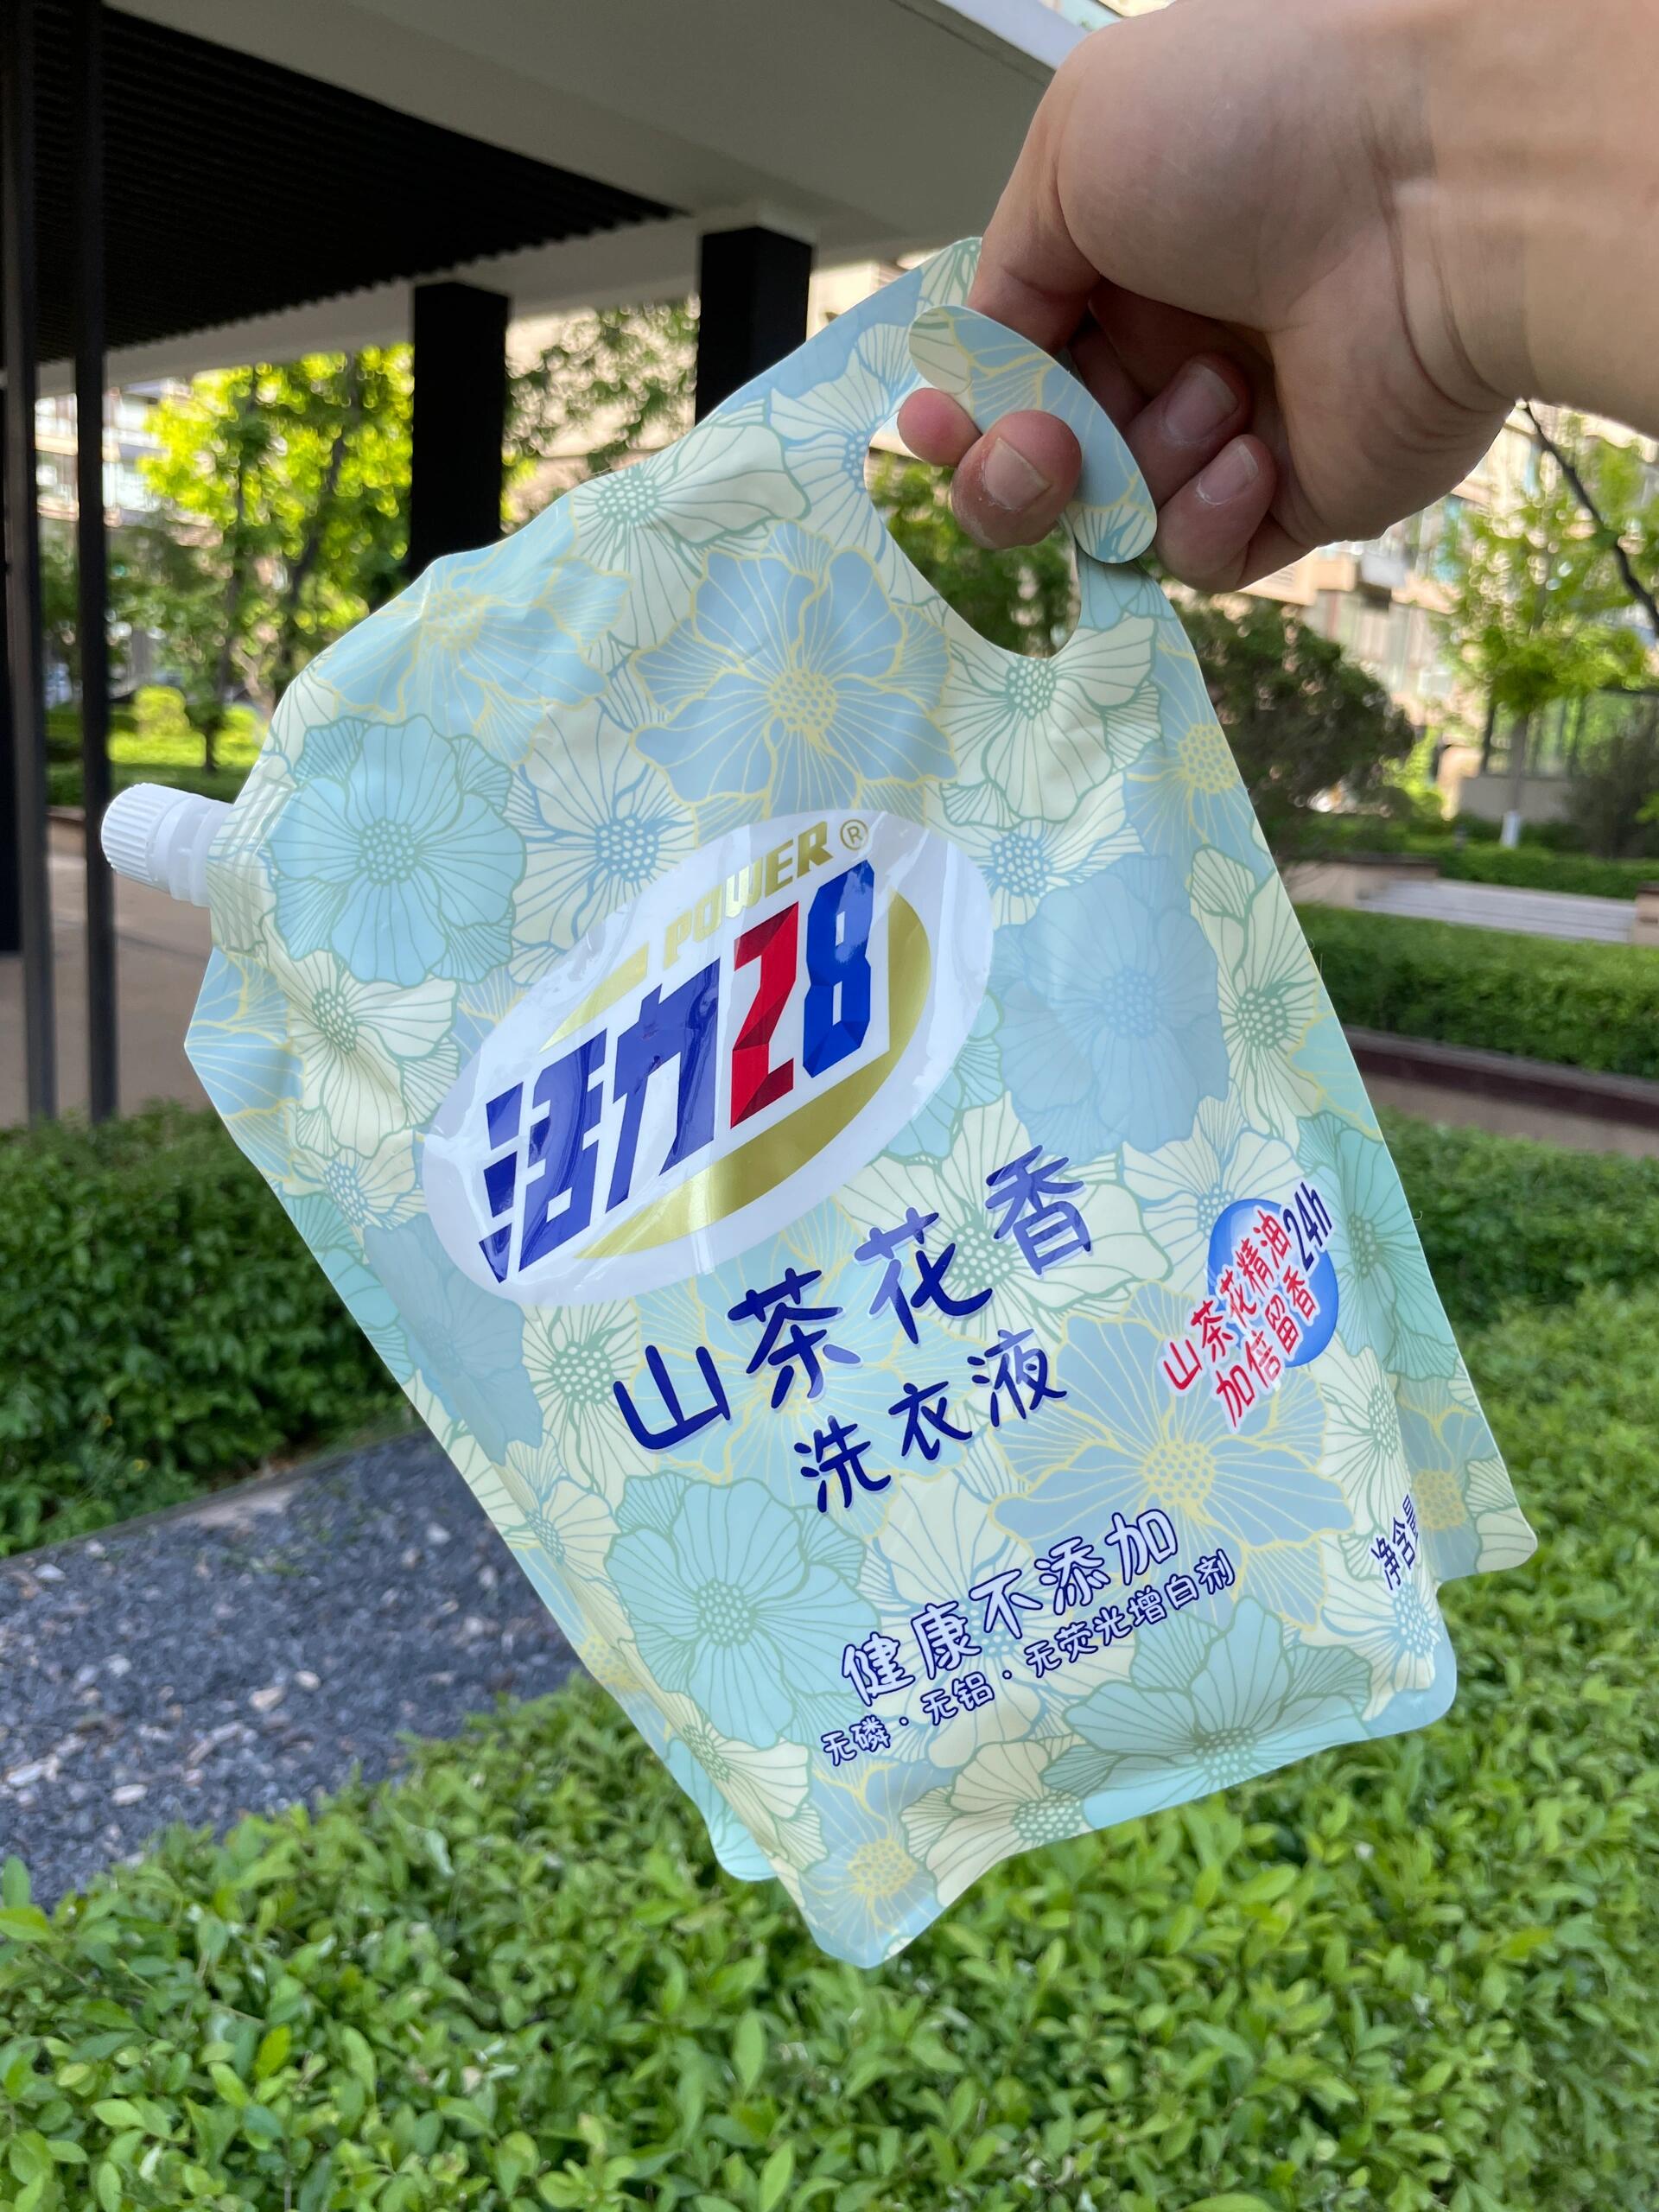 POWER®
活力28
山茶花香
洗衣液
山茶花精油
加倍留香24h
健康不添加
无磷·无铝·无荧光增白剂
净含量